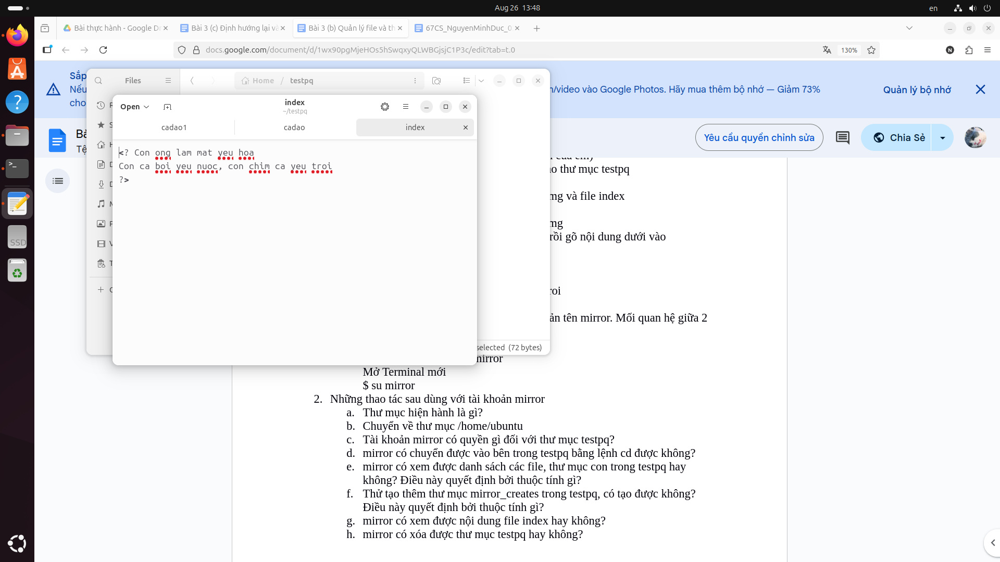 Aug 26 13:48
en
Bài thực hành - Google Dr
Bài 3 (c) Định hướng lại và
Bài 3 (b) Quản lý file và th
67CS_NguyenMinhDuc_0
docs.google.com/document/d/1wx90pgMjeHOs5hSwqxyQLWBGjsjC1P3c/edit?tab=t.0
130%
N
Sắp
Nếu
cho
n/video vào Google Photos. Hãy mua thêm bộ nhớ — Giảm 73%
Quản lý bộ nhớ
Files
Home / testpq
Open
index
~/testpq
cadao1
cadao
index
<? Con ong lam mat yeu hoa
Con ca boi yeu nuoc, con chim ca yeu troi
?>
selected (72 bytes)
Tệ
Yêu cầu quyền chỉnh sửa
Chia Sẻ
thư mục testpq
mg và file index
mg
rồi gõ nội dung dưới vào
roi
ản tên mirror. Mối quan hệ giữa 2
mirror
Mở Terminal mới
$ su mirror
2. Những thao tác sau dùng với tài khoản mirror
a. Thư mục hiện hành là gì?
b. Chuyển về thư mục /home/ubuntu
c. Tài khoản mirror có quyền gì đối với thư mục testpq?
d. mirror có chuyển được vào bên trong testpq bằng lệnh cd được không?
e. mirror có xem được danh sách các file, thư mục con trong testpq hay
không? Điều này quyết định bởi thuộc tính gì?
f. Thử tạo thêm thư mục mirror_creates trong testpq, có tạo được không?
Điều này quyết định bởi thuộc tính gì?
g. mirror có xem được nội dung file index hay không?
h. mirror có xóa được thư mục testpq hay không?
SSD